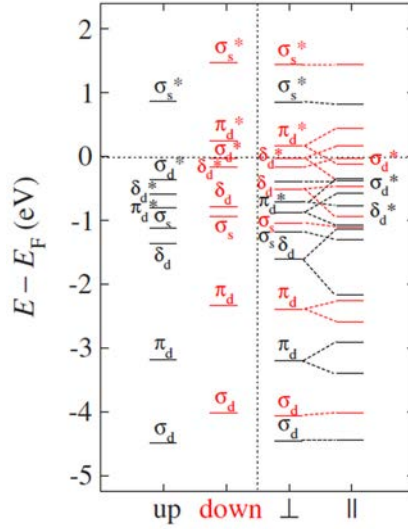 E − E_F (eV)
2
1
0
-1
-2
-3
-4
-5
σ_s*
σ_d*
δ_d*
π_d*
σ_s
δ_d
π_d
σ_d
σ_s*
π_d*
σ_d*
δ_d*
δ_d
σ_s
π_d
σ_d
σ_s*
σ_s*
π_d*
δ_d*
δ_d
π_d*
σ_s
σ_s δ_d
π_d
π_d
σ_d
σ_d
σ_d*
σ_d*
δ_d*
up down ⊥ ||